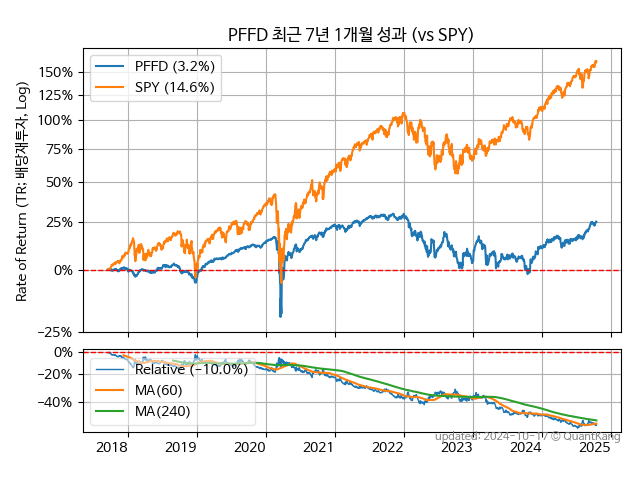 PFFD 최근 7년 1개월 성과 (vs SPY)
Rate of Return (TR: 배당재투자, Log)
PFFD (3.2%)
SPY (14.6%)
150%
125%
100%
75%
50%
25%
0%
−25%
0%
−20%
−40%
Relative (−10.0%)
MA(60)
MA(240)
updated: 2024-10-17 © QuantKang
2018 2019 2020 2021 2022 2023 2024 2025